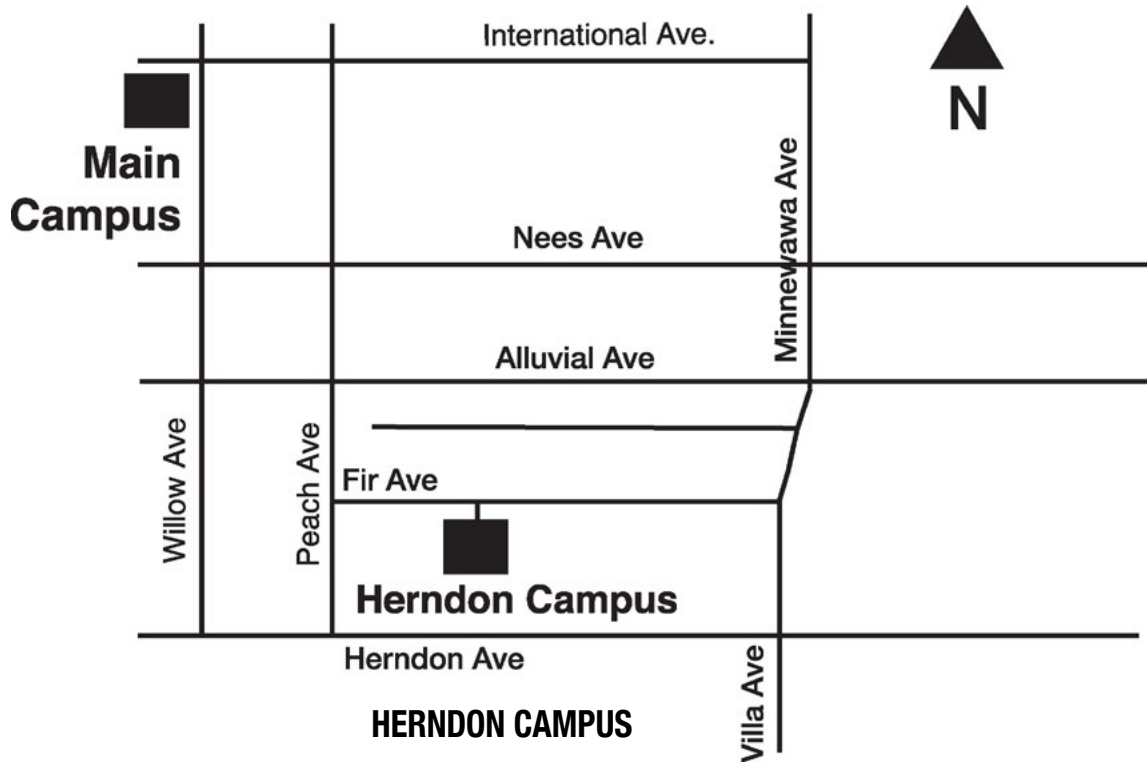 International Ave.
N
Main
Campus
Minnewawa Ave
Nees Ave
Alluvial Ave
Willow Ave
Peach Ave
Fir Ave
Herndon Campus
Herndon Ave
Villa Ave
HERNDON CAMPUS